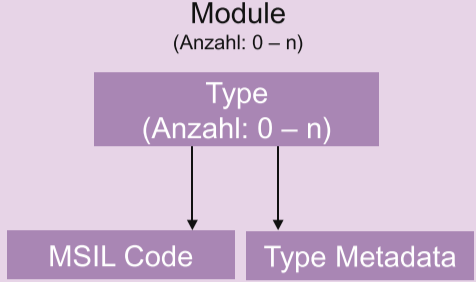 Module
(Anzahl: 0 – n)
Type
(Anzahl: 0 – n)
MSIL Code
Type Metadata